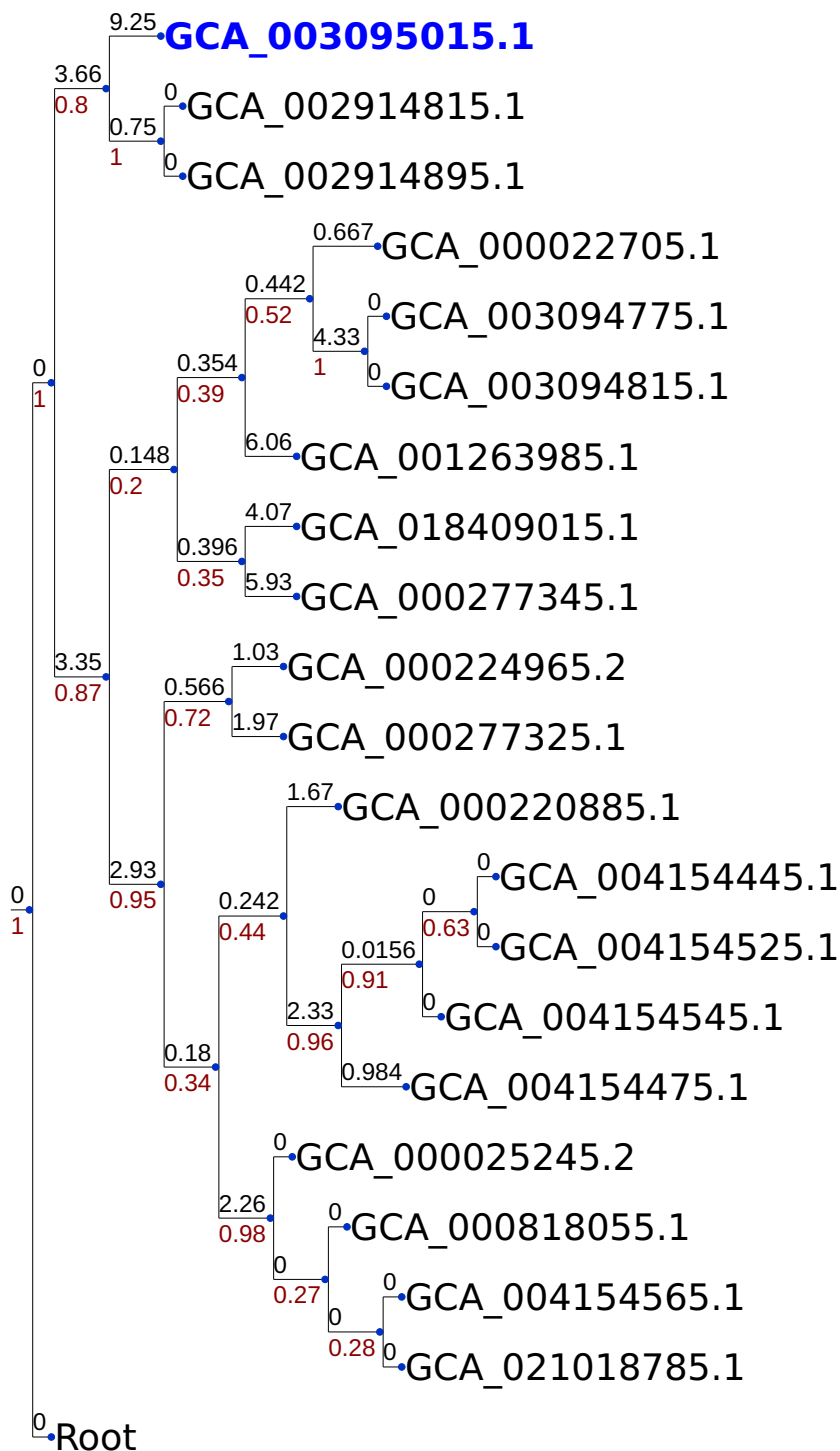 9.25
GCA_003095015.1
3.66
0.8
0
GCA_002914815.1
0.75
1
0
GCA_002914895.1
0.667
GCA_000022705.1
0.442
0.52
0
GCA_003094775.1
4.33
1
0
GCA_003094815.1
0
1
0.354
0.39
6.06
GCA_001263985.1
0.148
0.2
4.07
GCA_018409015.1
0.396
0.35
5.93
GCA_000277345.1
3.35
0.87
1.03
GCA_000224965.2
0.566
0.72
1.97
GCA_000277325.1
1.67
GCA_000220885.1
2.93
0.95
0
GCA_004154445.1
0
1
0.242
0.44
0
0.63
0
GCA_004154525.1
0.0156
0.91
0
GCA_004154545.1
2.33
0.96
0.18
0.34
0.984
GCA_004154475.1
0
GCA_000025245.2
2.26
0.98
0
GCA_000818055.1
0
0.27
0
GCA_004154565.1
0
0.28
0
GCA_021018785.1
0
Root